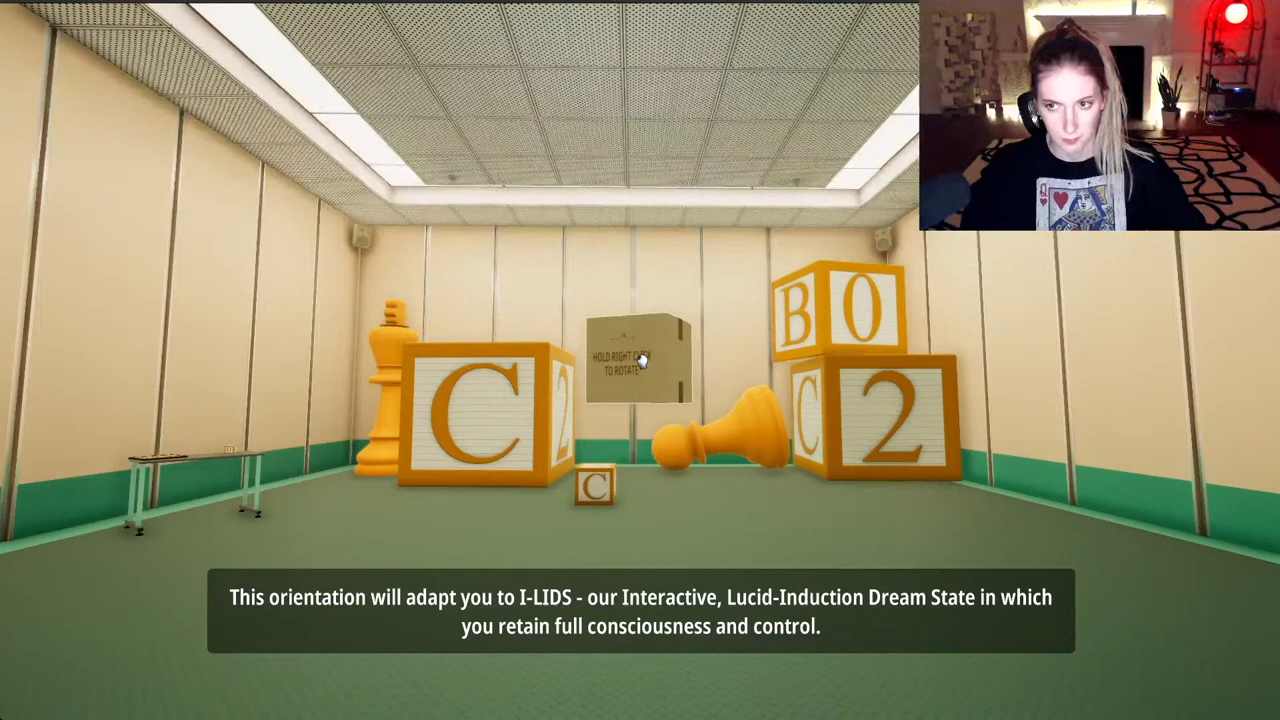 B O
HOLD RIGHT CLICK
TO ROTATE
C 2
C 2
C
Q
This orientation will adapt you to I-LIDS - our Interactive, Lucid-Induction Dream State in which
you retain full consciousness and control.